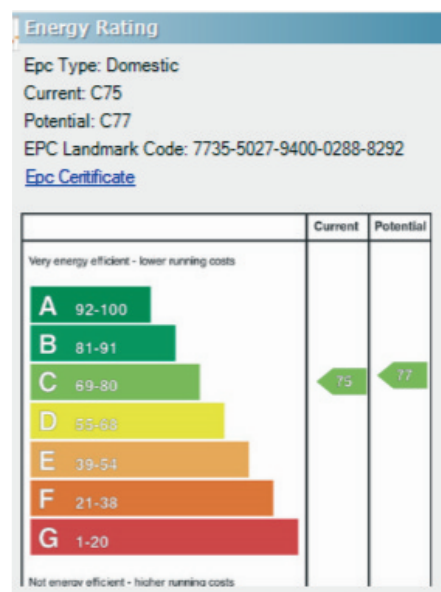 Energy Rating
Epc Type: Domestic
Current: C75
Potential: C77
EPC Landmark Code: 7735-5027-9400-0288-8292
Epc Ceritificate
Current Potential
Very energy efficient - lower running costs
A 92-100
B 81-91
C 69-80
D 55-68
E 39-54
F 21-38
G 1-20
75 77
Not energy efficient - higher running costs